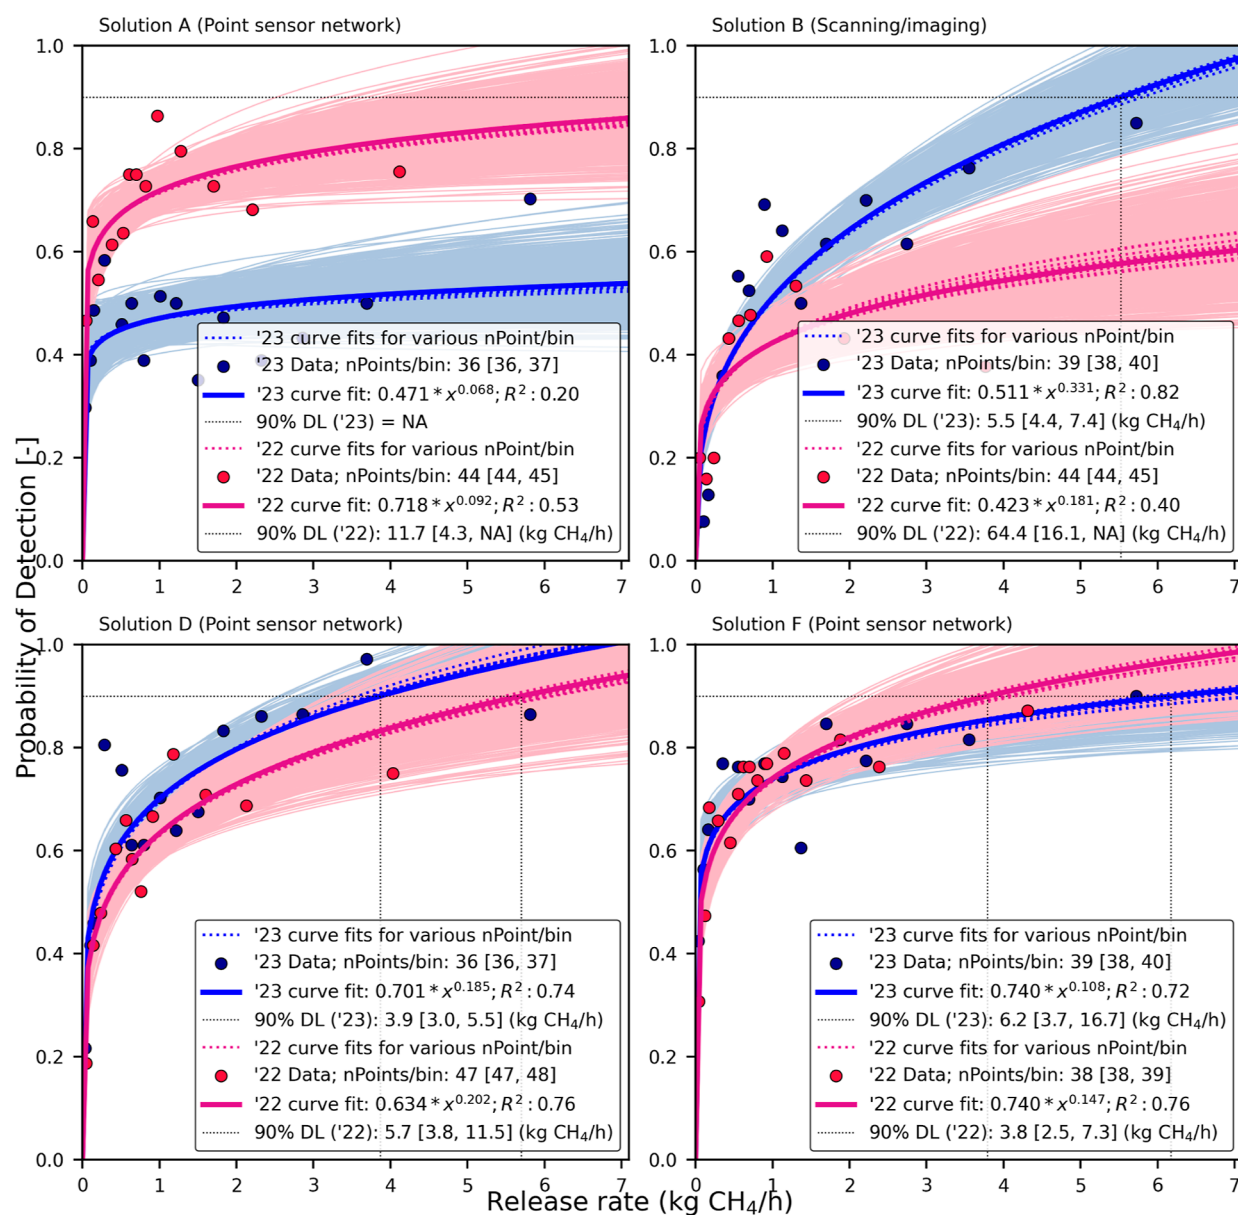 Solution A (Point sensor network)
1.0
0.8
0.6
0.4
0.2
0.0
0 1 2 3 4 5 6 7
'23 curve fits for various nPoint/bin
'23 Data; nPoints/bin: 36 [36, 37]
'23 curve fit: 0.471 * x^0.068; R^2 : 0.20
90% DL ('23) = NA
'22 curve fits for various nPoint/bin
'22 Data; nPoints/bin: 44 [44, 45]
'22 curve fit: 0.718 * x^0.092; R^2 : 0.53
90% DL ('22): 11.7 [4.3, NA] (kg CH₄/h)
Solution B (Scanning/imaging)
1.0
0.8
0.6
0.4
0.2
0.0
0 1 2 3 4 5 6 7
'23 curve fits for various nPoint/bin
'23 Data; nPoints/bin: 39 [38, 40]
'23 curve fit: 0.511 * x^0.331; R^2 : 0.82
90% DL ('23): 5.5 [4.4, 7.4] (kg CH₄/h)
'22 curve fits for various nPoint/bin
'22 Data; nPoints/bin: 44 [44, 45]
'22 curve fit: 0.423 * x^0.181; R^2 : 0.40
90% DL ('22): 64.4 [16.1, NA] (kg CH₄/h)
Probability of Detection [-]
Solution D (Point sensor network)
1.0
0.8
0.6
0.4
0.2
0.0
0 1 2 3 4 5 6 7
'23 curve fits for various nPoint/bin
'23 Data; nPoints/bin: 36 [36, 37]
'23 curve fit: 0.701 * x^0.185; R^2 : 0.74
90% DL ('23): 3.9 [3.0, 5.5] (kg CH₄/h)
'22 curve fits for various nPoint/bin
'22 Data; nPoints/bin: 47 [47, 48]
'22 curve fit: 0.634 * x^0.202; R^2 : 0.76
90% DL ('22): 5.7 [3.8, 11.5] (kg CH₄/h)
Solution F (Point sensor network)
1.0
0.8
0.6
0.4
0.2
0.0
0 1 2 3 4 5 6 7
'23 curve fits for various nPoint/bin
'23 Data; nPoints/bin: 39 [38, 40]
'23 curve fit: 0.740 * x^0.108; R^2 : 0.72
90% DL ('23): 6.2 [3.7, 16.7] (kg CH₄/h)
'22 curve fits for various nPoint/bin
'22 Data; nPoints/bin: 38 [38, 39]
'22 curve fit: 0.740 * x^0.147; R^2 : 0.76
90% DL ('22): 3.8 [2.5, 7.3] (kg CH₄/h)
Release rate (kg CH₄/h)